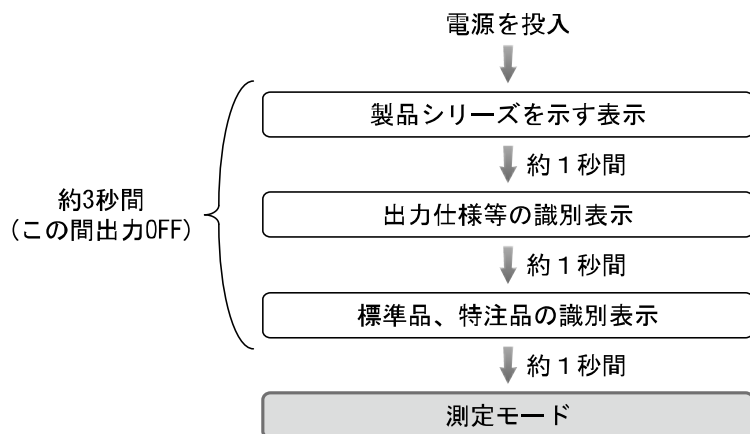 電源を投入
製品シリーズを示す表示
約１秒間
約3秒間
(この間出力OFF)
出力仕様等の識別表示
約１秒間
標準品、特注品の識別表示
約１秒間
測定モード